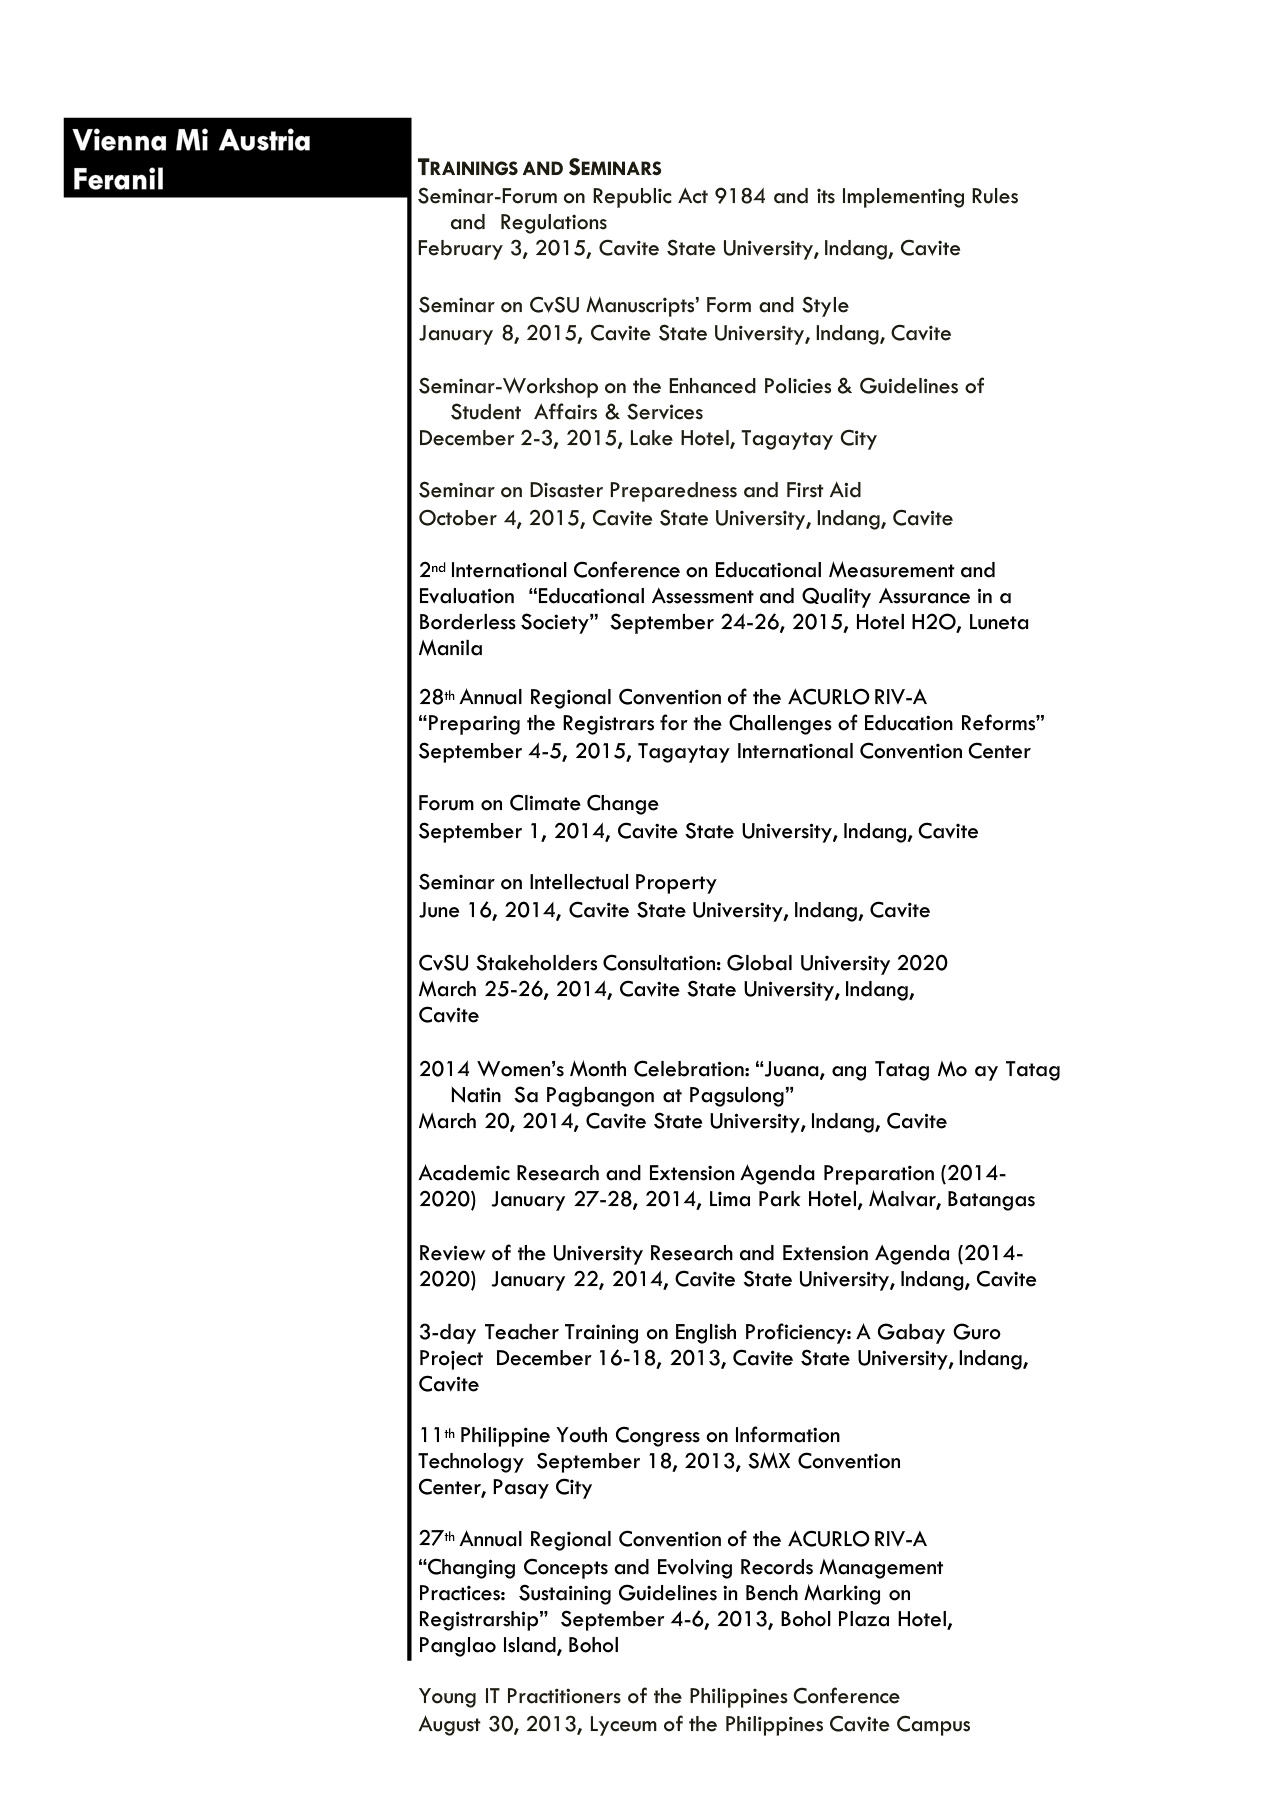 Vienna Mi Austria
Feranil
TRAININGS AND SEMINARS
Seminar-Forum on Republic Act 9184 and its Implementing Rules
and Regulations
February 3, 2015, Cavite State University, Indang, Cavite
Seminar on CvSU Manuscripts’ Form and Style
January 8, 2015, Cavite State University, Indang, Cavite
Seminar-Workshop on the Enhanced Policies & Guidelines of
Student Affairs & Services
December 2-3, 2015, Lake Hotel, Tagaytay City
Seminar on Disaster Preparedness and First Aid
October 4, 2015, Cavite State University, Indang, Cavite
2nd International Conference on Educational Measurement and
Evaluation “Educational Assessment and Quality Assurance in a
Borderless Society” September 24-26, 2015, Hotel H2O, Luneta
Manila
28th Annual Regional Convention of the ACURLO RIV-A
“Preparing the Registrars for the Challenges of Education Reforms”
September 4-5, 2015, Tagaytay International Convention Center
Forum on Climate Change
September 1, 2014, Cavite State University, Indang, Cavite
Seminar on Intellectual Property
June 16, 2014, Cavite State University, Indang, Cavite
CvSU Stakeholders Consultation: Global University 2020
March 25-26, 2014, Cavite State University, Indang,
Cavite
2014 Women’s Month Celebration: “Juana, ang Tatag Mo ay Tatag
Natin Sa Pagbangon at Pagsulong”
March 20, 2014, Cavite State University, Indang, Cavite
Academic Research and Extension Agenda Preparation (2014-
2020) January 27-28, 2014, Lima Park Hotel, Malvar, Batangas
Review of the University Research and Extension Agenda (2014-
2020) January 22, 2014, Cavite State University, Indang, Cavite
3-day Teacher Training on English Proficiency: A Gabay Guro
Project December 16-18, 2013, Cavite State University, Indang,
Cavite
11th Philippine Youth Congress on Information
Technology September 18, 2013, SMX Convention
Center, Pasay City
27th Annual Regional Convention of the ACURLO RIV-A
“Changing Concepts and Evolving Records Management
Practices: Sustaining Guidelines in Bench Marking on
Registrarship” September 4-6, 2013, Bohol Plaza Hotel,
Panglao Island, Bohol
Young IT Practitioners of the Philippines Conference
August 30, 2013, Lyceum of the Philippines Cavite Campus